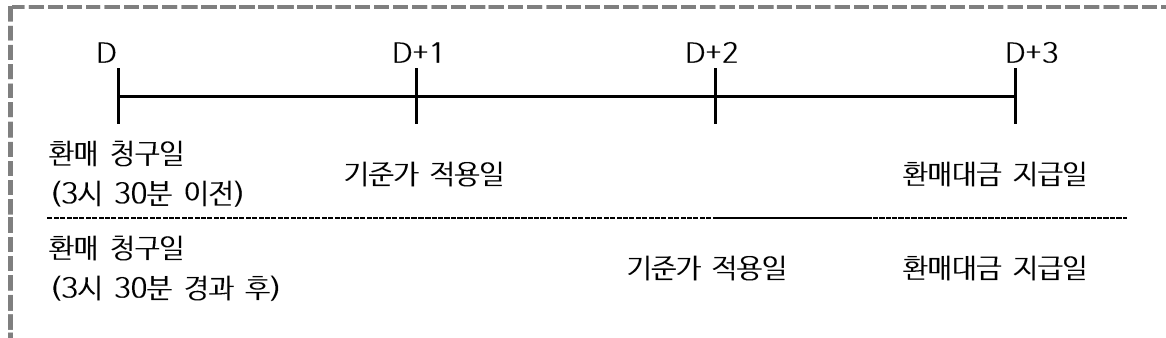 D D+1 D+2 D+3
환매 청구일
(3시 30분 이전)
기준가 적용일
환매대금 지급일
환매 청구일
(3시 30분 경과 후)
기준가 적용일
환매대금 지급일